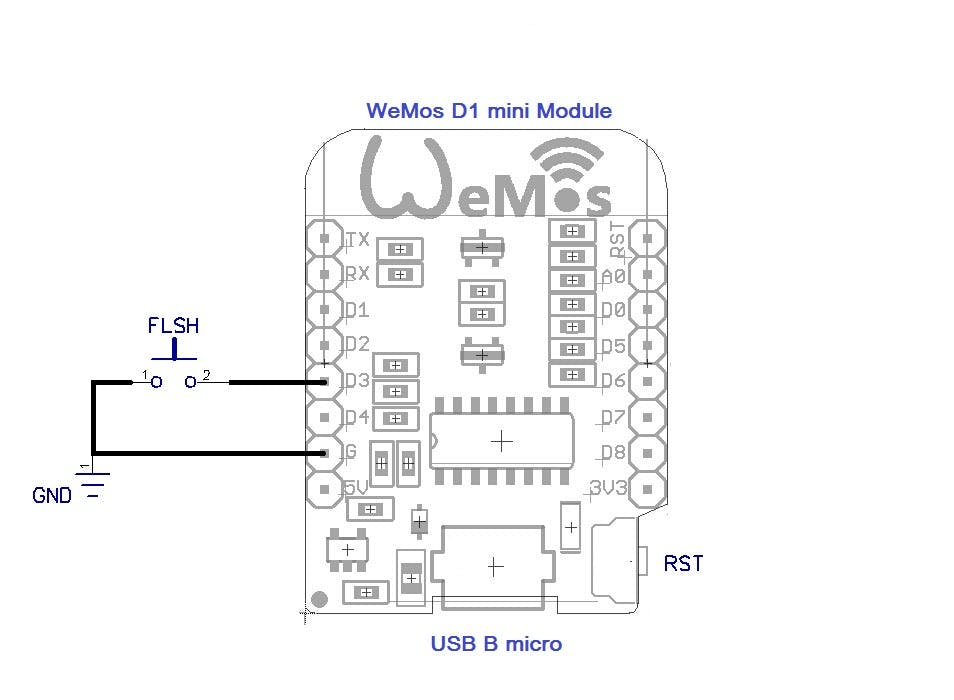 WeMos D1 mini Module
WeMos
TX
RST
RX
A0
D1
D0
D2
D5
FLSH
1
2
D3
D6
D4
D7
G
D8
1
GND
5V
3V3
RST
USB B micro